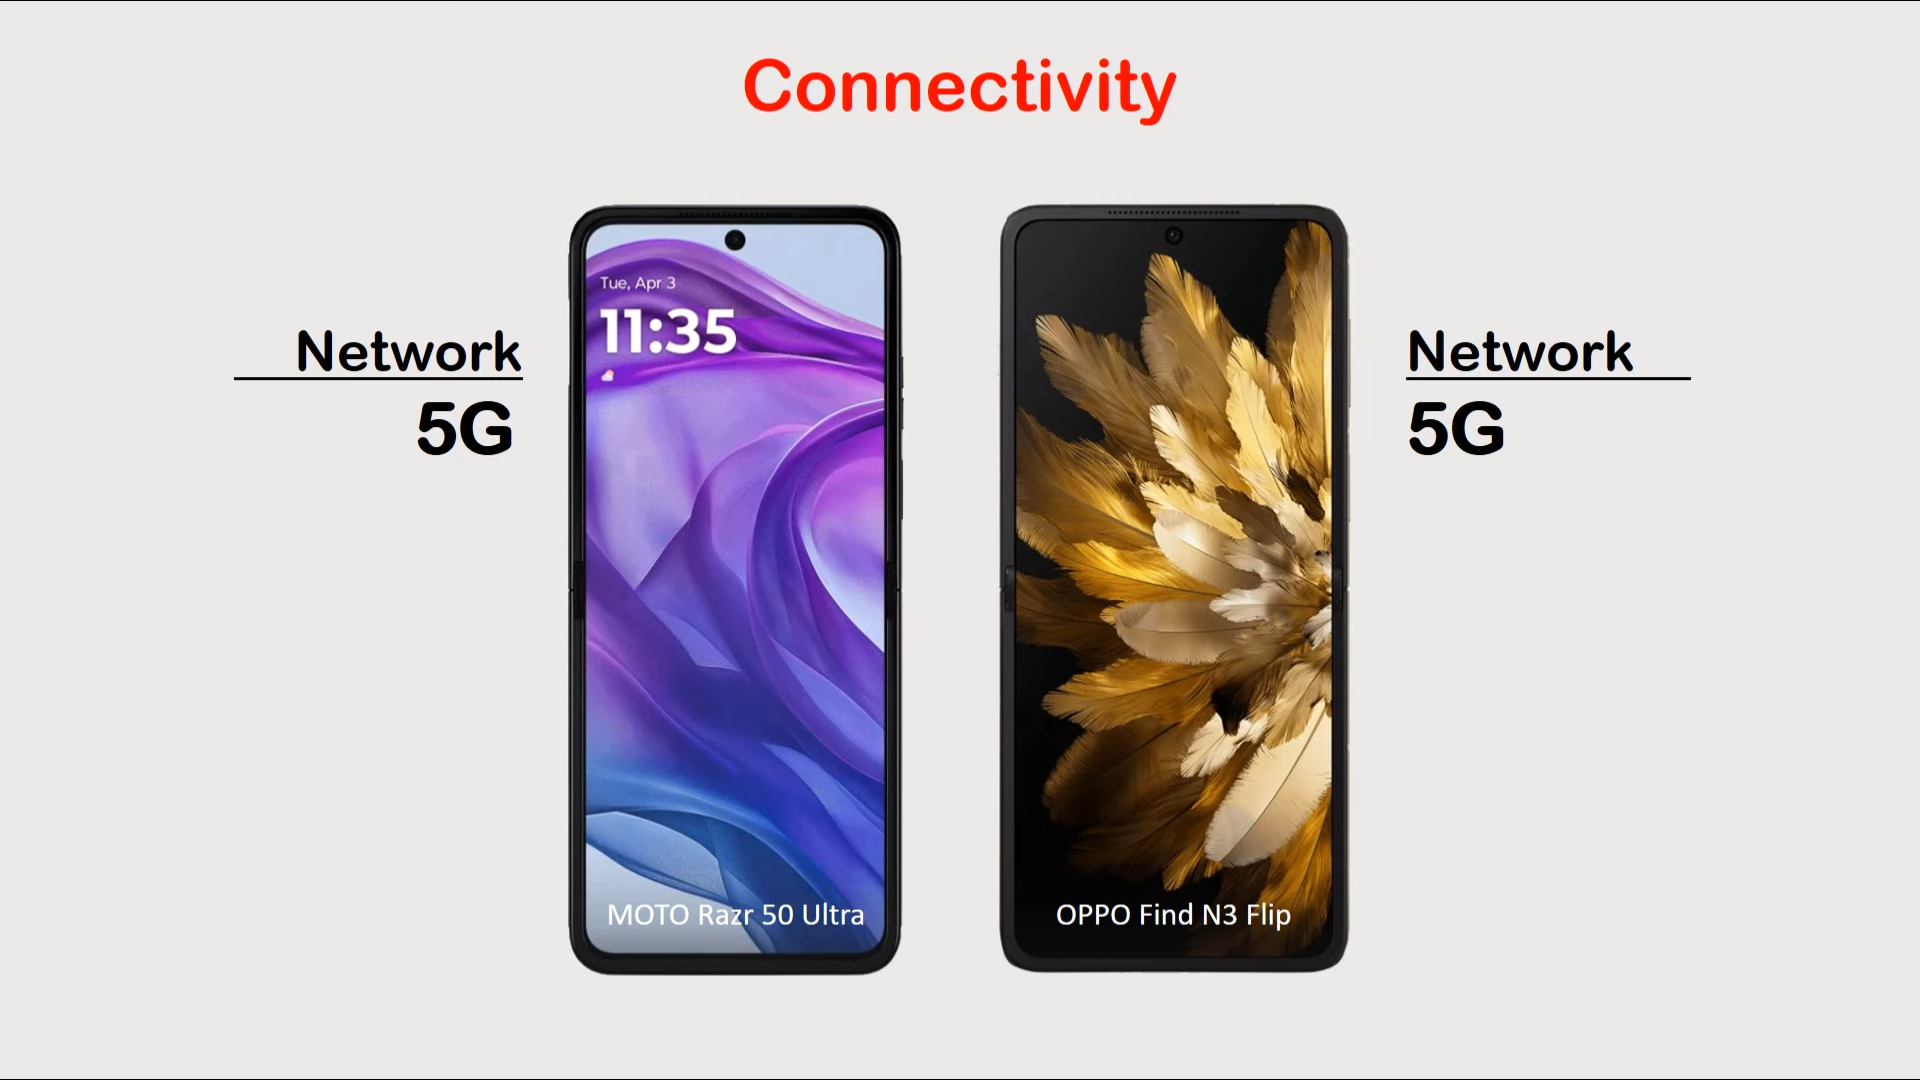 Connectivity
Network
5G
Tue, Apr 3
11:35
MOTO Razr 50 Ultra
OPPO Find N3 Flip
Network
5G